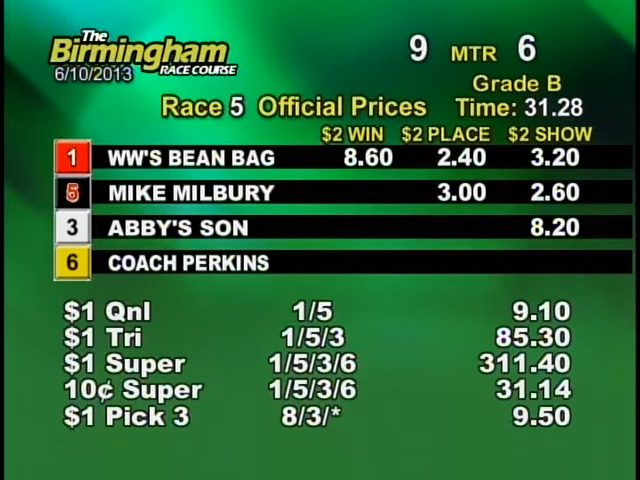 The
Birmingham
RACE COURSE
6/10/2013
9 MTR 6
Grade B
Race 5 Official Prices Time: 31.28
$2 WIN $2 PLACE $2 SHOW
1 WW'S BEAN BAG 8.60 2.40 3.20
5 MIKE MILBURY 3.00 2.60
3 ABBY'S SON 8.20
6 COACH PERKINS
$1 Qnl 1/5 9.10
$1 Tri 1/5/3 85.30
$1 Super 1/5/3/6 311.40
10¢ Super 1/5/3/6 31.14
$1 Pick 3 8/3/* 9.50